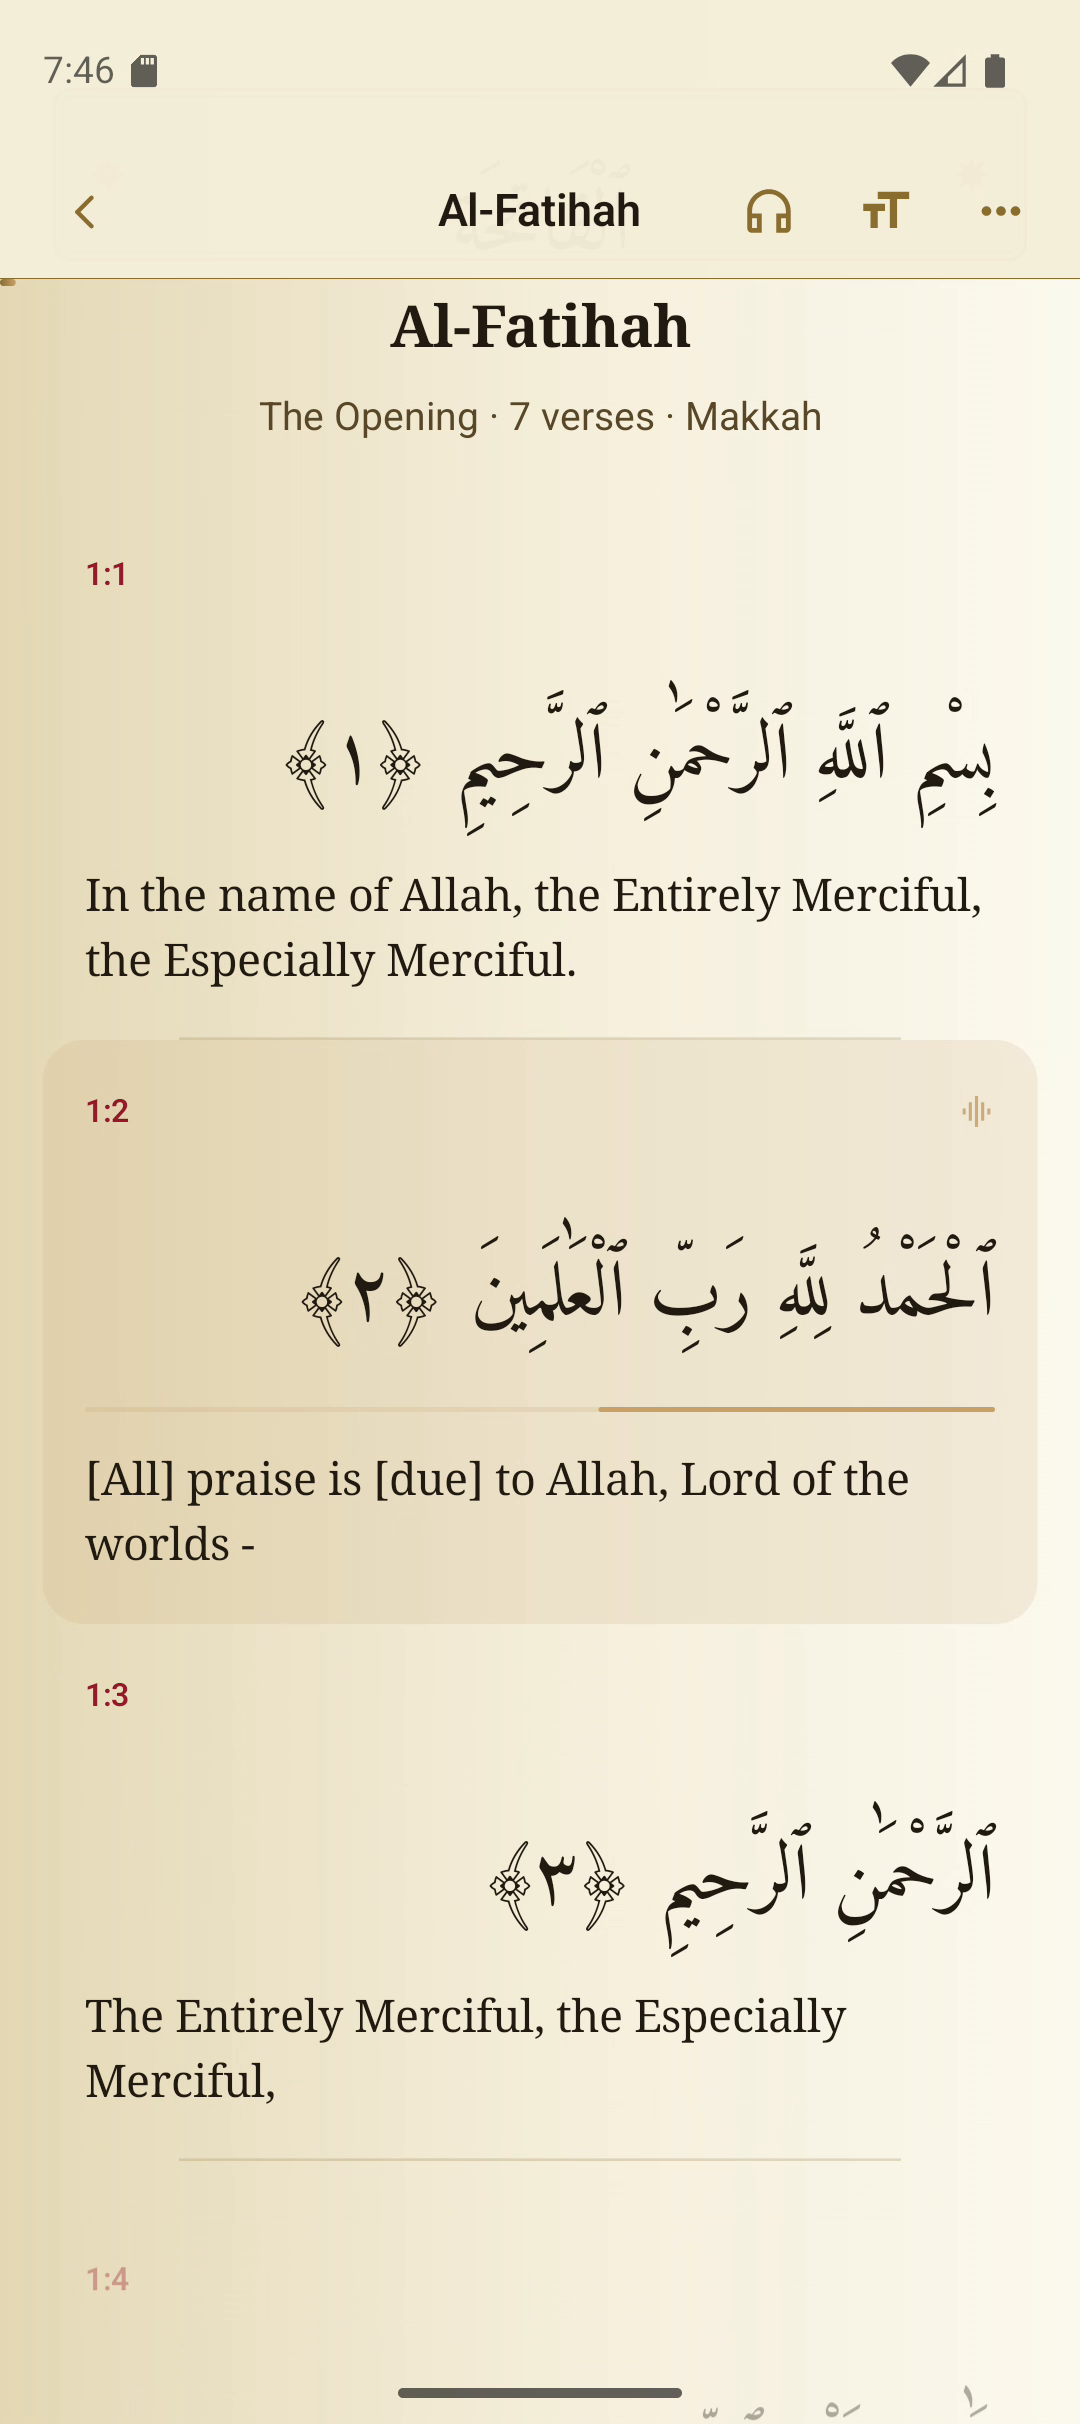 7:46
Al-Fatihah
Al-Fatihah
The Opening · 7 verses · Makkah
1:1
بِسْمِ ٱللَّهِ ٱلرَّحْمَٰنِ ٱلرَّحِيمِ ﴿١﴾
In the name of Allah, the Entirely Merciful,
the Especially Merciful.
1:2
ٱلْحَمْدُ لِلَّهِ رَبِّ ٱلْعَٰلَمِينَ ﴿٢﴾
[All] praise is [due] to Allah, Lord of the
worlds -
1:3
ٱلرَّحْمَٰنِ ٱلرَّحِيمِ ﴿٣﴾
The Entirely Merciful, the Especially
Merciful,
1:4